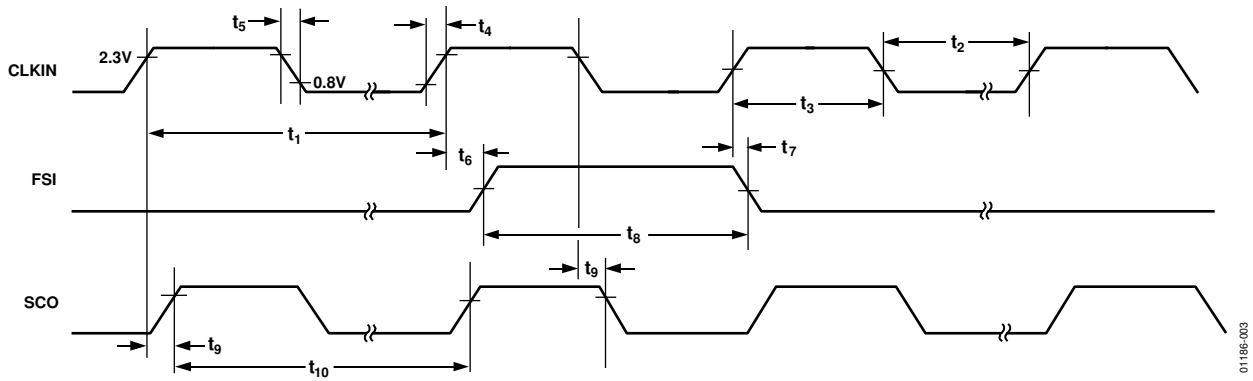 t5
t4
t2
2.3V
CLKIN
0.8V
t3
t1
t6
t7
FSI
t8
t9
SCO
t9
t10
01186-003